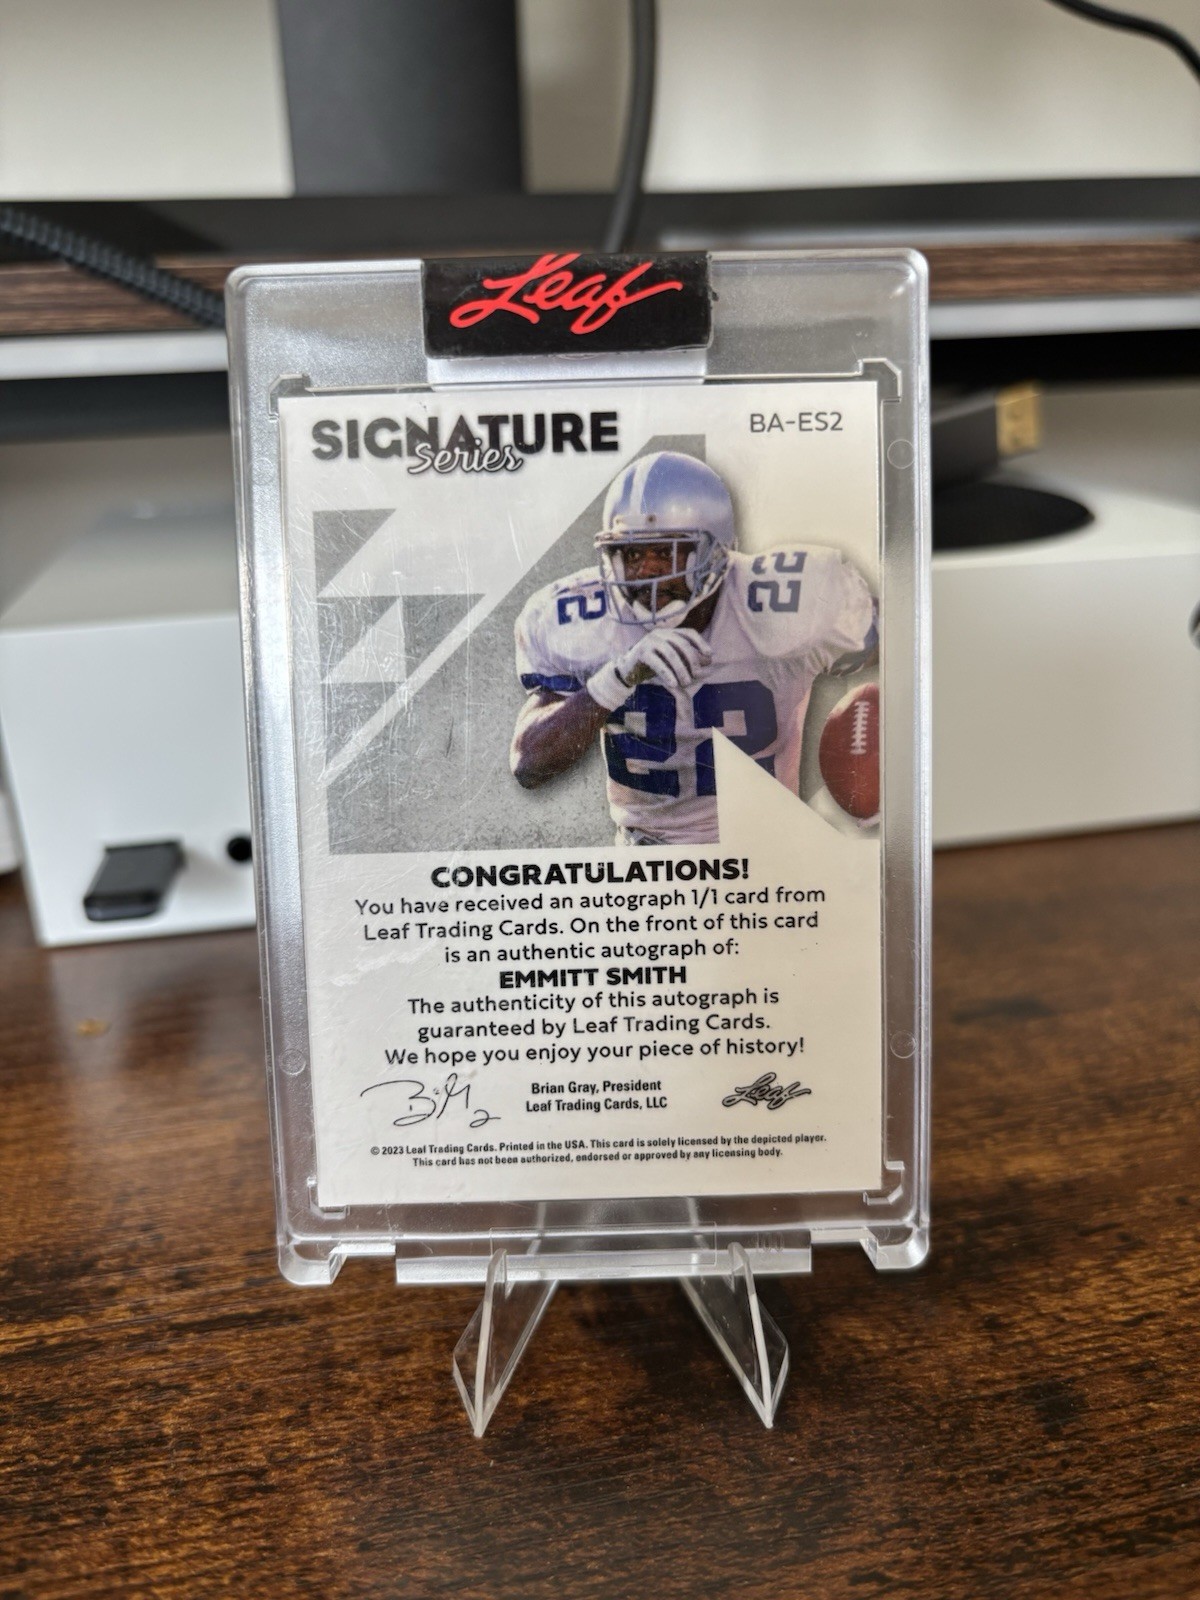 Leaf
SIGNATURE
Series
BA-ES2
22
22
22
CONGRATULATIONS!
You have received an autograph 1/1 card from
Leaf Trading Cards. On the front of this card
is an authentic autograph of:
EMMITT SMITH
The authenticity of this autograph is
guaranteed by Leaf Trading Cards.
We hope you enjoy your piece of history!
Brian Gray, President
Leaf Trading Cards, LLC
Leaf
© 2023 Leaf Trading Cards. Printed in the USA. This card is solely licensed by the depicted player.
This card has not been authorized, endorsed or approved by any licensing body.